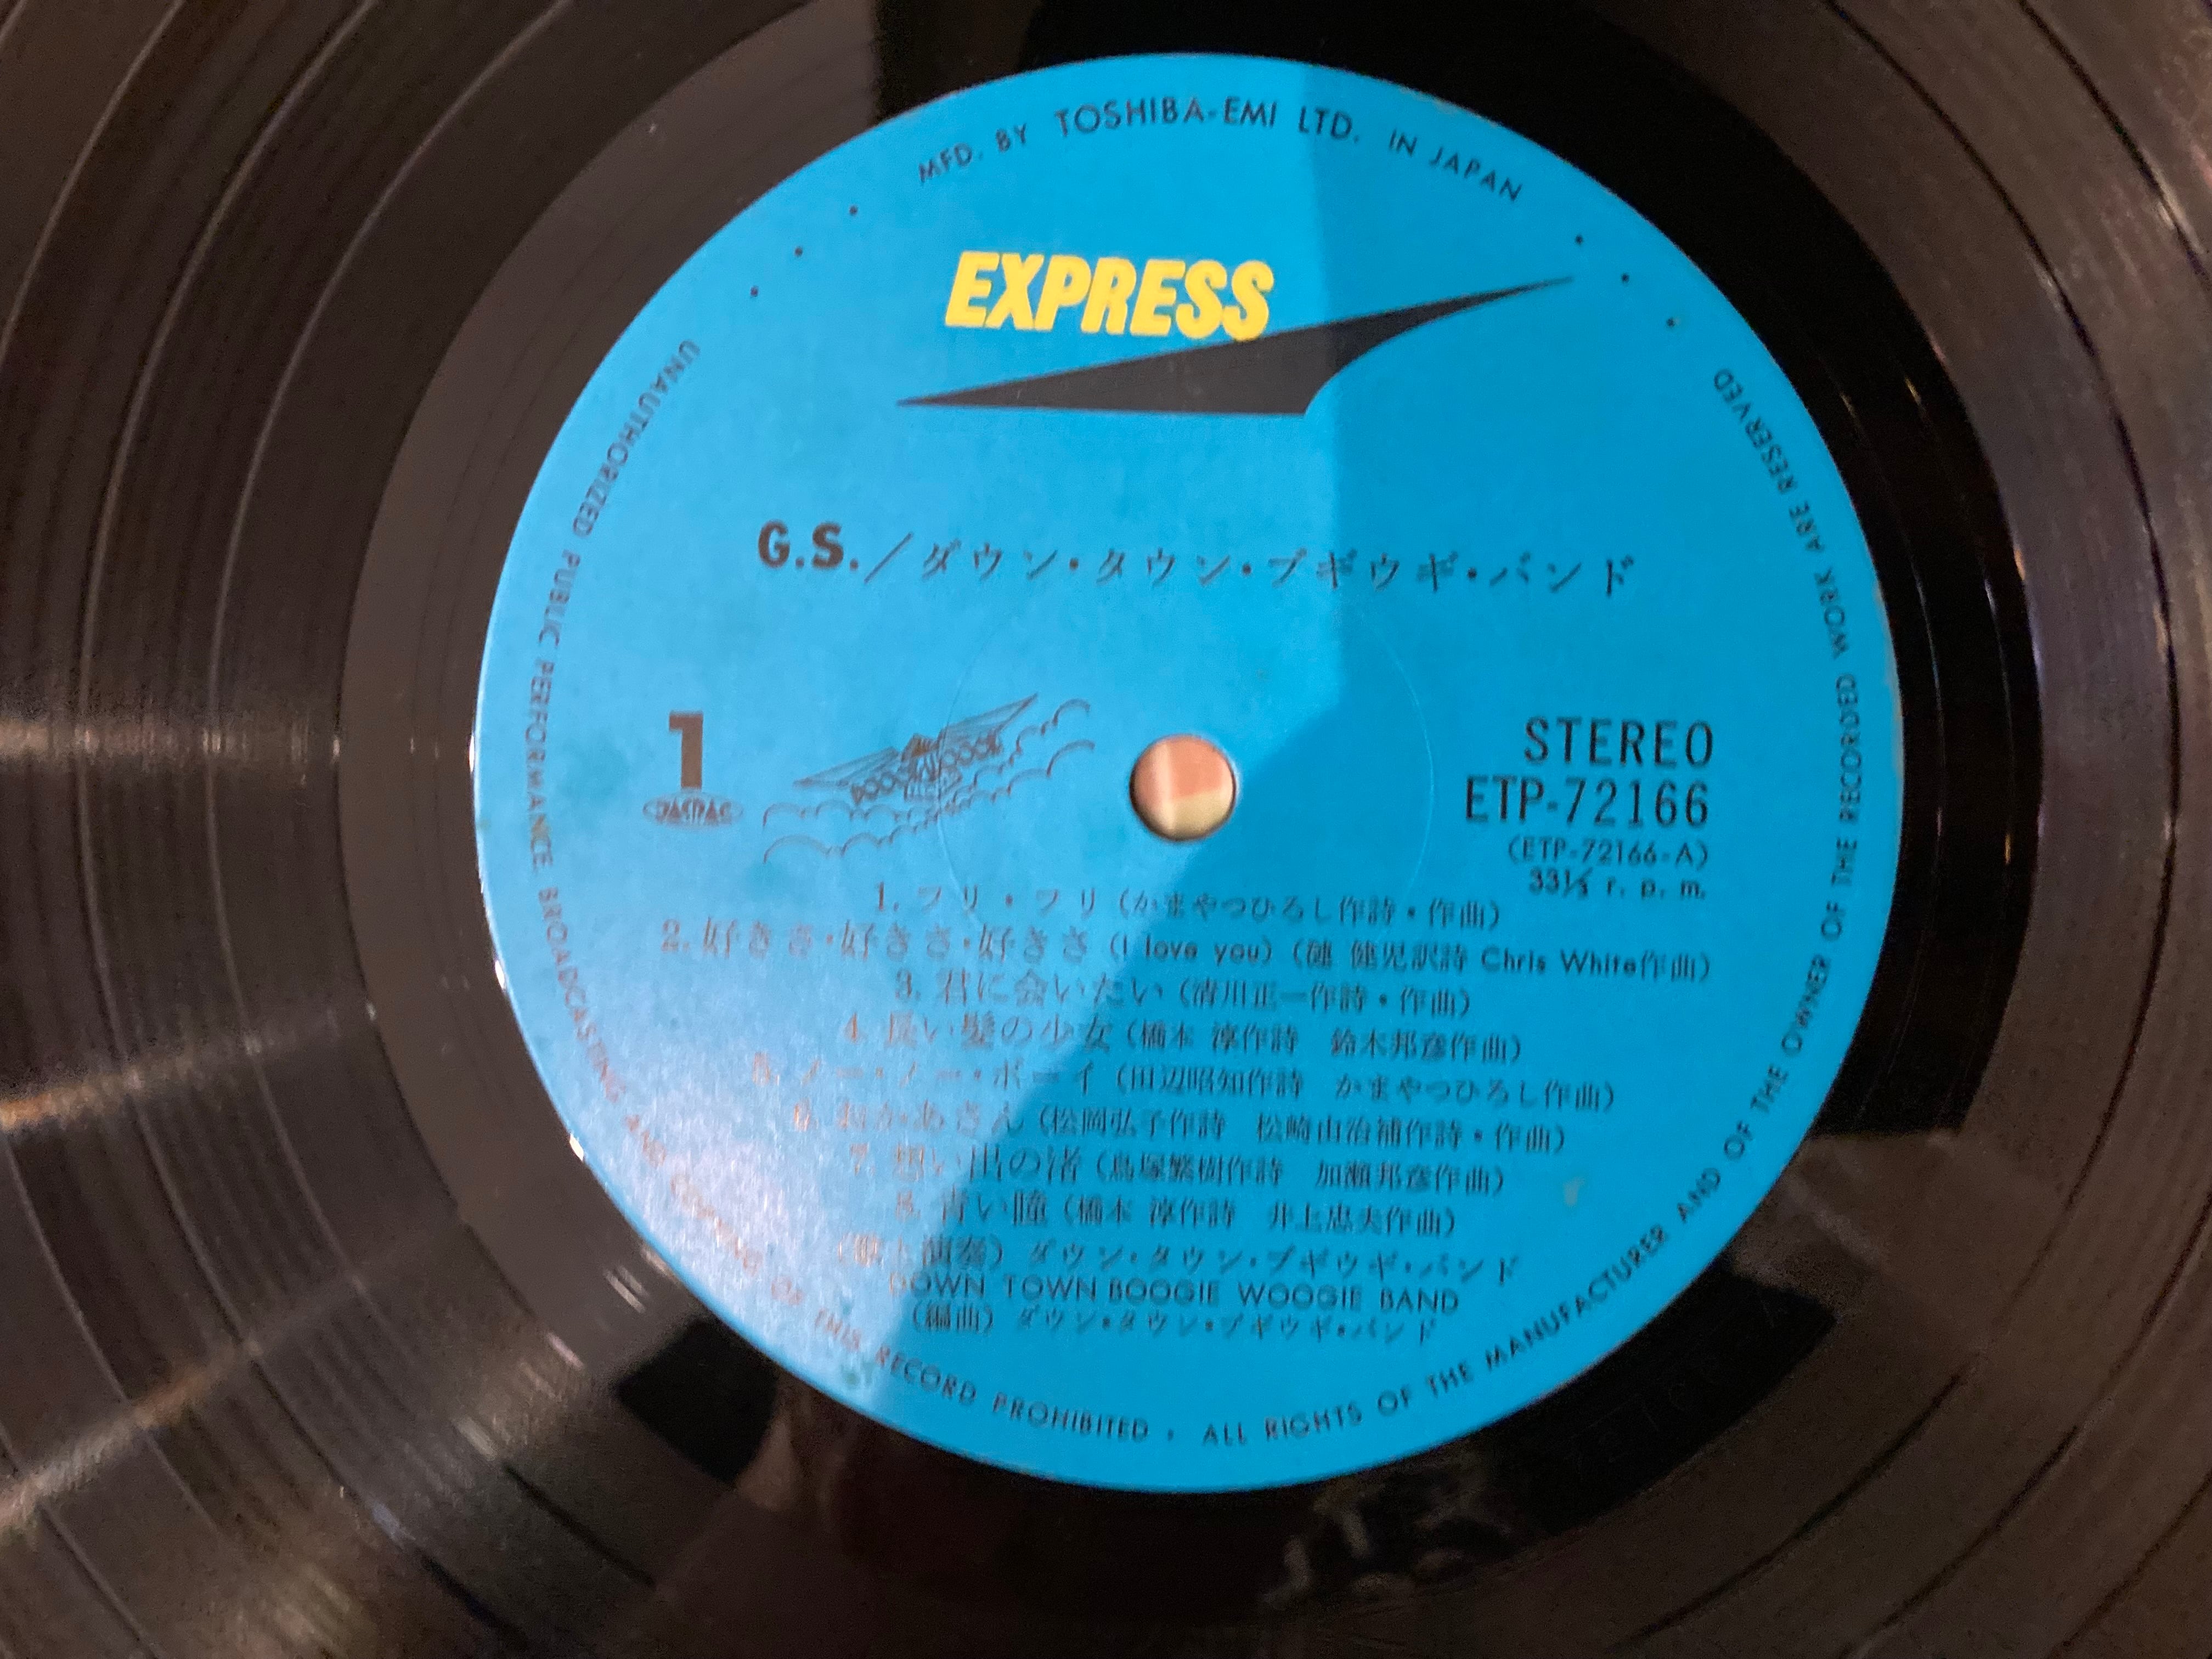 MFD. BY TOSHIBA-EMI LTD. IN JAPAN
EXPRESS
G.S./ダウン・タウン・ブギウギ・バンド
1
STEREO
ETP-72166
(ETP-72166-A)
33⅓ r. p. m.
1. フリ・フリ (かまやつひろし作詩・作曲)
2. 好きさ・好きさ・好きさ (I love you) (漣 健児訳詩 Chris White作曲)
3. 君に会いたい (清川正一作詩・作曲)
4. 長い髪の少女 (橋本 淳作詩 鈴木邦彦作曲)
5. ノー・ノー・ボーイ (田辺昭知作詩 かまやつひろし作曲)
6. おかあさん (松岡弘子作詩 松崎由治補作詩・作曲)
7. 想い出の渚 (鳥塚繁樹作詩 加瀬邦彦作曲)
8. 青い瞳 (橋本 淳作詩 井上忠夫作曲)
(歌と演奏) ダウン・タウン・ブギウギ・バンド
DOWN TOWN BOOGIE WOOGIE BAND
(編曲) ダウン・タウン・ブギウギ・バンド
UNAUTHORIZED PUBLIC PERFORMANCE BROADCASTING AND COPYING OF THIS RECORD PROHIBITED • ALL RIGHTS OF THE MANUFACTURER AND OF THE OWNER OF THE RECORDED WORK ARE RESERVED